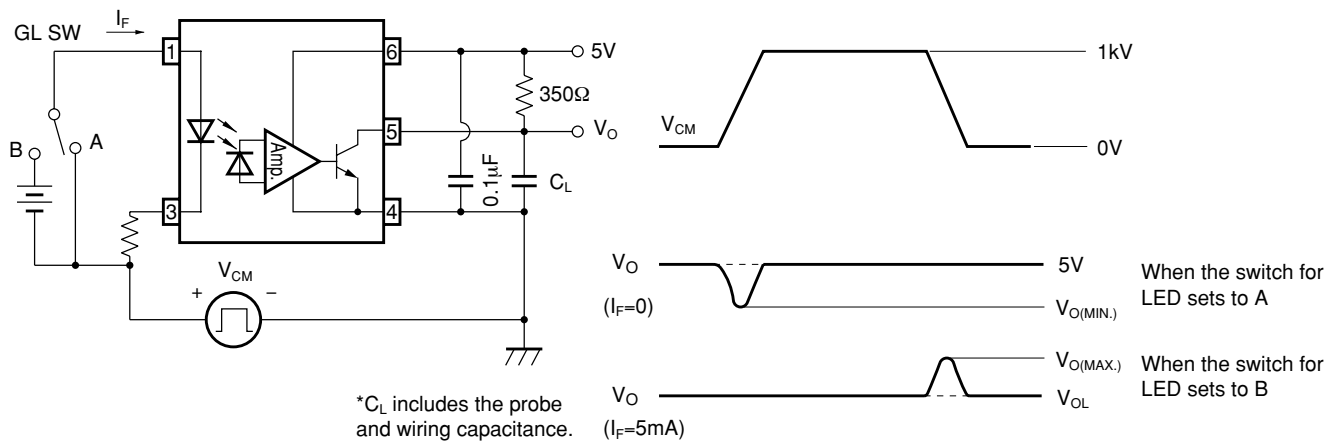 I_F
GL SW
1
6
5V
350Ω
5
V_O
B
A
Amp.
0.1μF
C_L
3
4
V_CM
+
−
*C_L includes the probe
and wiring capacitance.
1kV
V_CM
0V
V_O
5V
When the switch for
LED sets to A
(I_F=0)
V_O(MIN.)
V_O(MAX.)
When the switch for
LED sets to B
V_O
V_OL
(I_F=5mA)